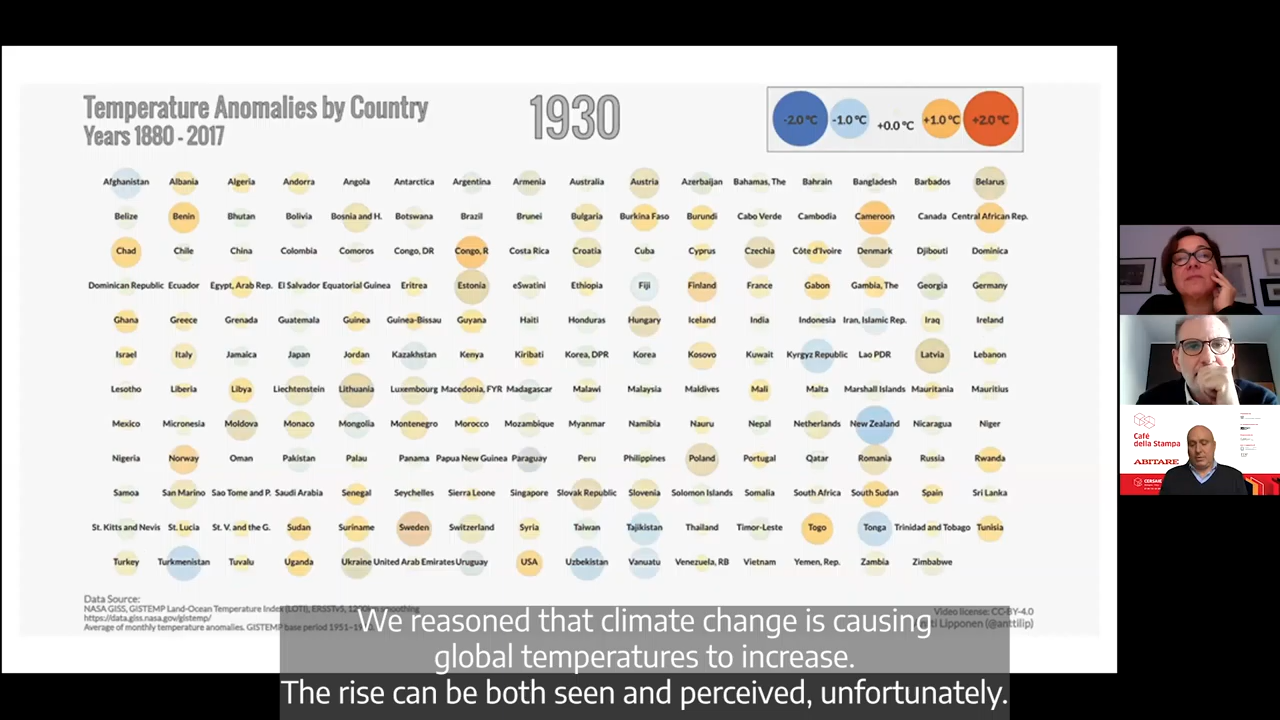 Temperature Anomalies by Country
Years 1880 - 2017
1930
-2.0 °C -1.0 °C +0.0 °C +1.0 °C +2.0 °C
Afghanistan Albania Algeria Andorra Angola Antarctica Argentina Armenia Australia Austria Azerbaijan Bahamas, The Bahrain Bangladesh Barbados Belarus
Belize Benin Bhutan Bolivia Bosnia and H. Botswana Brazil Brunei Bulgaria Burkina Faso Burundi Cabo Verde Cambodia Cameroon Canada Central African Rep.
Chad Chile China Colombia Comoros Congo, DR Congo, R Costa Rica Croatia Cuba Cyprus Czechia Côte d'Ivoire Denmark Djibouti Dominica
Dominican Republic Ecuador Egypt, Arab Rep. El Salvador Equatorial Guinea Eritrea Estonia eSwatini Ethiopia Fiji Finland France Gabon Gambia, The Georgia Germany
Ghana Greece Grenada Guatemala Guinea Guinea-Bissau Guyana Haiti Honduras Hungary Iceland India Indonesia Iran, Islamic Rep. Iraq Ireland
Israel Italy Jamaica Japan Jordan Kazakhstan Kenya Kiribati Korea, DPR Korea Kosovo Kuwait Kyrgyz Republic Lao PDR Latvia Lebanon
Lesotho Liberia Libya Liechtenstein Lithuania Luxembourg Macedonia, FYR Madagascar Malawi Malaysia Maldives Mali Malta Marshall Islands Mauritania Mauritius
Mexico Micronesia Moldova Monaco Mongolia Montenegro Morocco Mozambique Myanmar Namibia Nauru Nepal Netherlands New Zealand Nicaragua Niger
Nigeria Norway Oman Pakistan Palau Panama Papua New Guinea Paraguay Peru Philippines Poland Portugal Qatar Romania Russia Rwanda
Samoa San Marino Sao Tome and P. Saudi Arabia Senegal Seychelles Sierra Leone Singapore Slovak Republic Slovenia Solomon Islands Somalia South Africa South Sudan Spain Sri Lanka
St. Kitts and Nevis St. Lucia St. V. and the G. Sudan Suriname Sweden Switzerland Syria Taiwan Tajikistan Thailand Timor-Leste Togo Tonga Trinidad and Tobago Tunisia
Turkey Turkmenistan Tuvalu Uganda Ukraine United Arab Emirates Uruguay USA Uzbekistan Vanuatu Venezuela, RB Vietnam Yemen, Rep. Zambia Zimbabwe
Data Source:
NASA GISS, GISTEMP Land-Ocean Temperature Index (LOTI), ERSSTv5, 1200km smoothing
https://data.giss.nasa.gov/gistemp/
Average of monthly temperature anomalies. GISTEMP base period 1951-
Video license: CC-BY-4.0
Lipponen (@anttilip)
We reasoned that climate change is causing
global temperatures to increase.
The rise can be both seen and perceived, unfortunately.
Café
della Stampa
ABITARE
CERSAIE